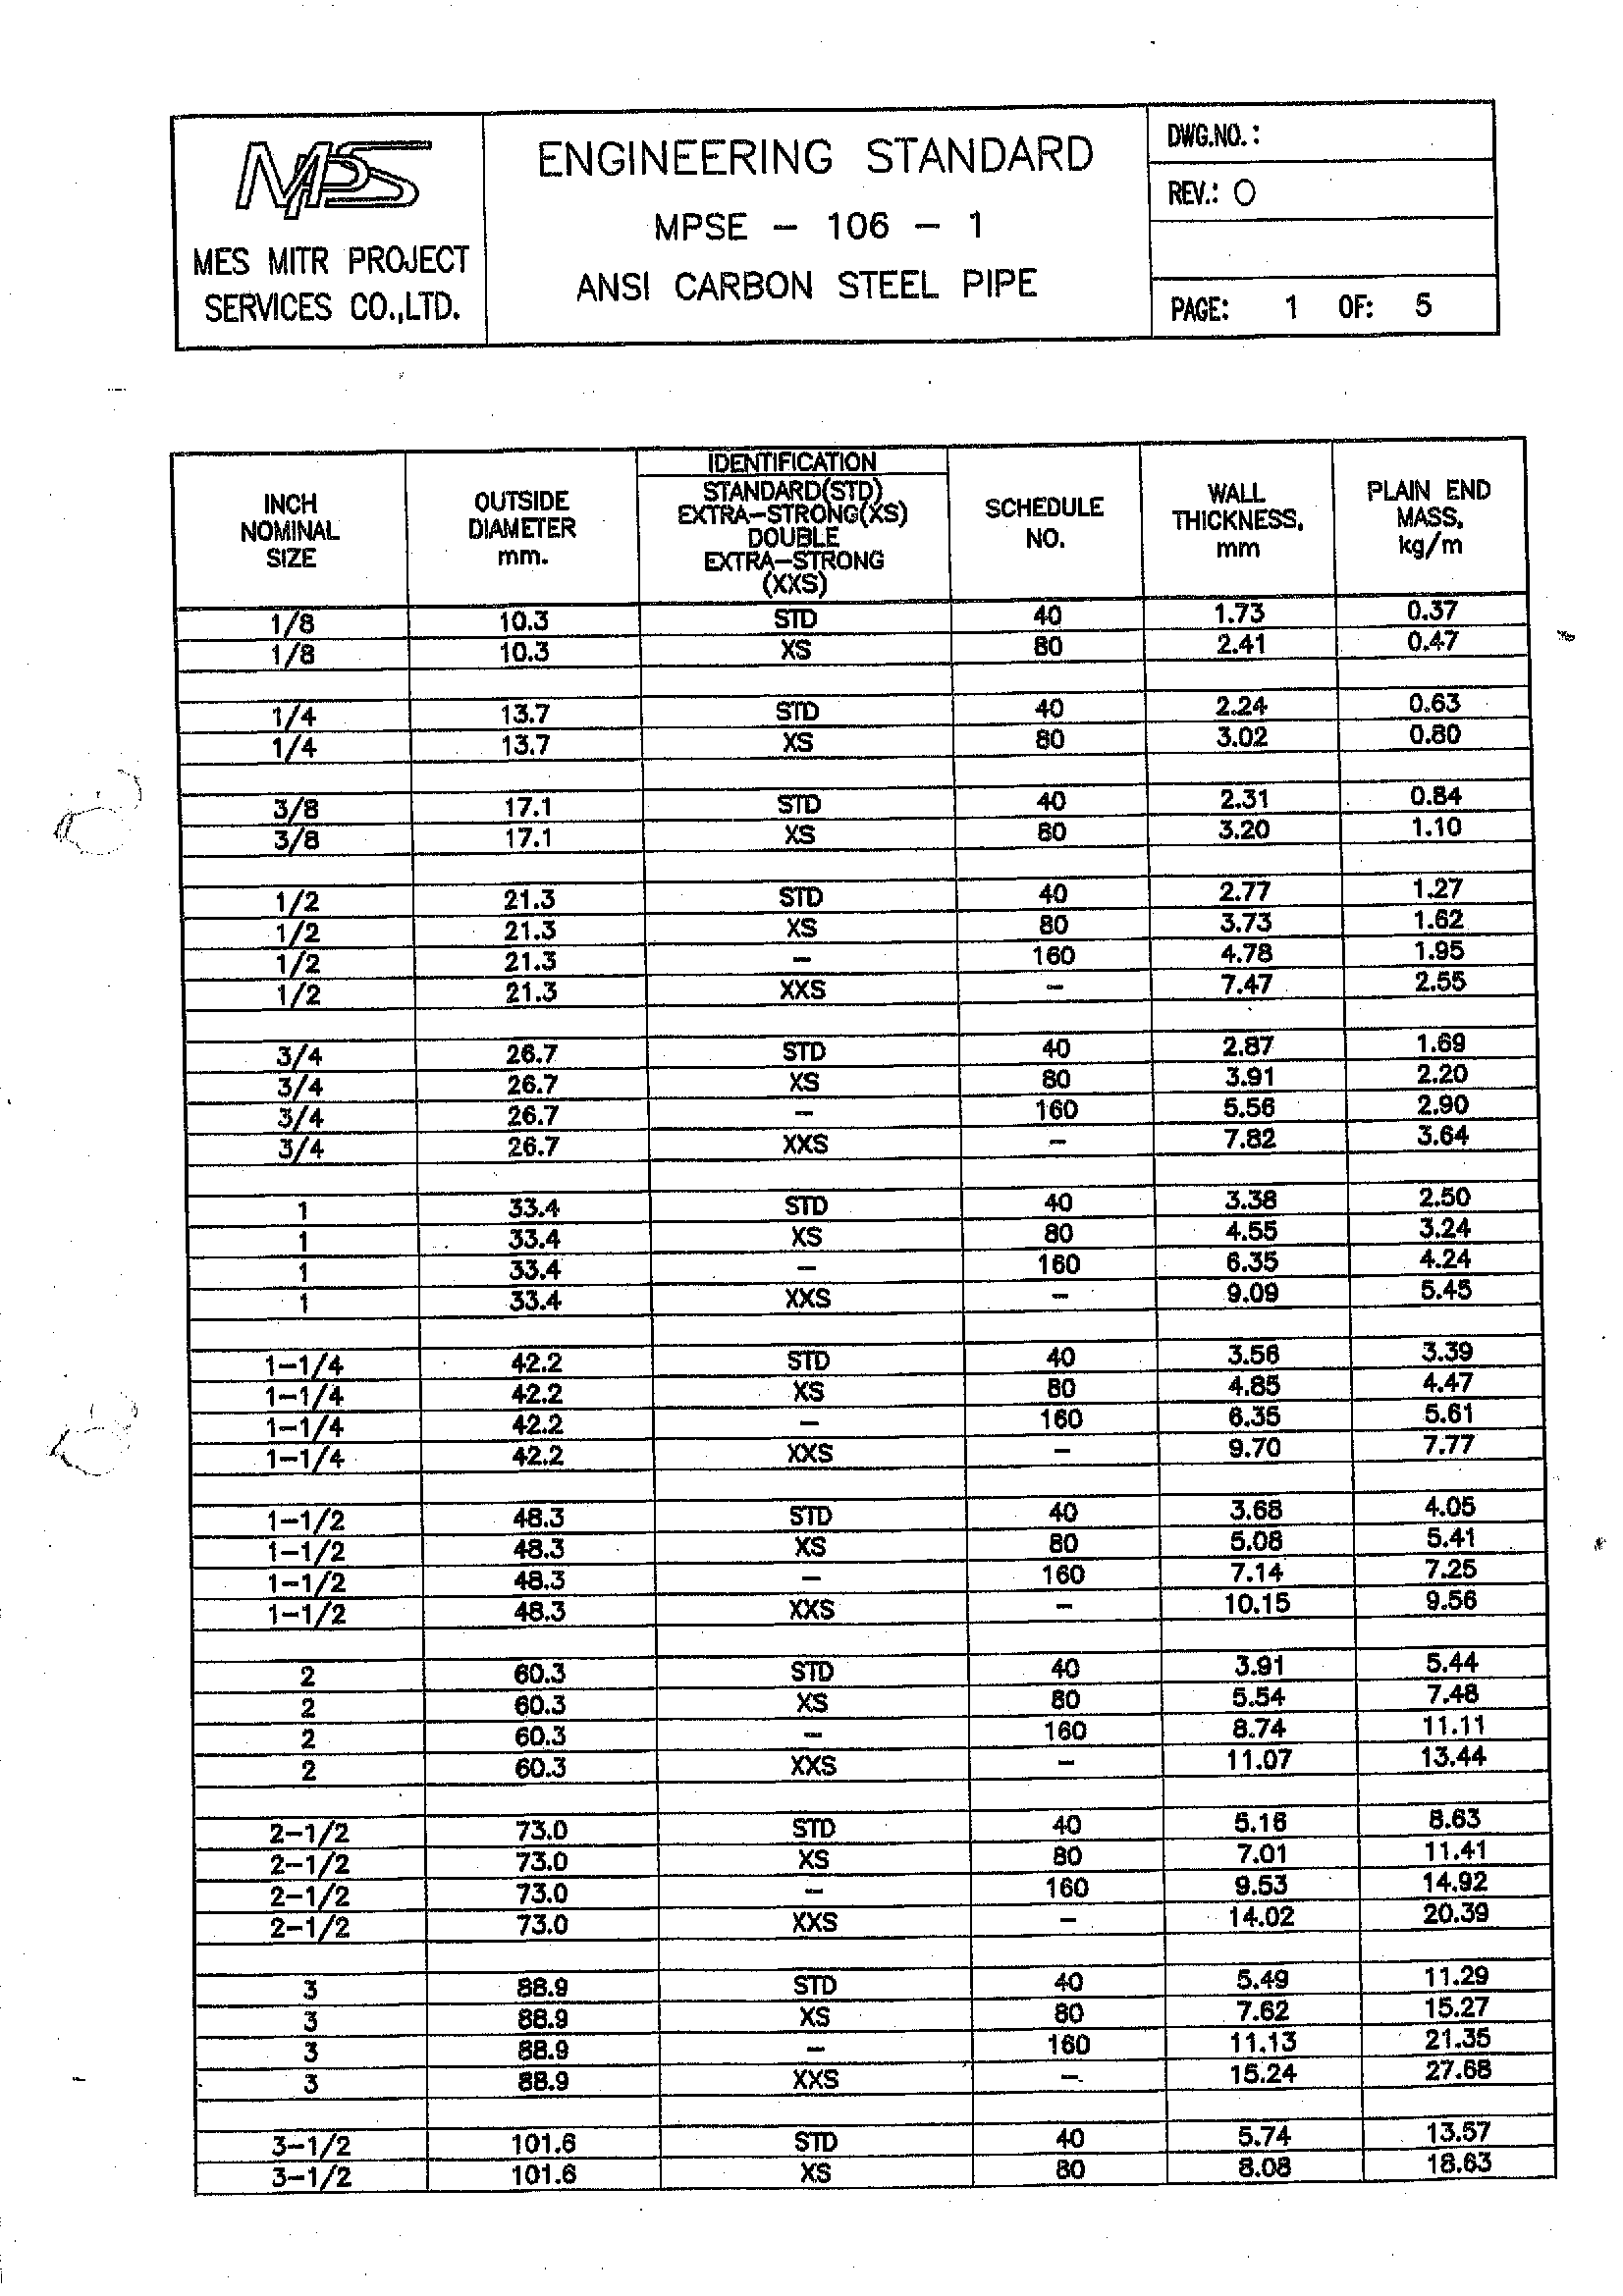 MPS
MES MITR PROJECT
SERVICES CO.,LTD.
ENGINEERING STANDARD
MPSE - 106 - 1
ANSI CARBON STEEL PIPE
DWG.NO. :
REV.: 0
PAGE: 1 OF: 5
INCH
NOMINAL
SIZE
OUTSIDE
DIAMETER
mm.
IDENTIFICATION
STANDARD(STD)
EXTRA-STRONG(XS)
DOUBLE
EXTRA-STRONG
(XXS)
SCHEDULE
NO.
WALL
THICKNESS,
mm
PLAIN END
MASS,
kg/m
1/8 10.3 STD 40 1.73 0.37
1/8 10.3 XS 80 2.41 0.47
1/4 13.7 STD 40 2.24 0.63
1/4 13.7 XS 80 3.02 0.80
3/8 17.1 STD 40 2.31 0.84
3/8 17.1 XS 80 3.20 1.10
1/2 21.3 STD 40 2.77 1.27
1/2 21.3 XS 80 3.73 1.62
1/2 21.3 - 160 4.78 1.95
1/2 21.3 XXS - 7.47 2.55
3/4 26.7 STD 40 2.87 1.69
3/4 26.7 XS 80 3.91 2.20
3/4 26.7 - 160 5.56 2.90
3/4 26.7 XXS - 7.82 3.64
1 33.4 STD 40 3.38 2.50
1 33.4 XS 80 4.55 3.24
1 33.4 - 160 6.35 4.24
1 33.4 XXS - 9.09 5.45
1-1/4 42.2 STD 40 3.56 3.39
1-1/4 42.2 XS 80 4.85 4.47
1-1/4 42.2 - 160 6.35 5.61
1-1/4 42.2 XXS - 9.70 7.77
1-1/2 48.3 STD 40 3.68 4.05
1-1/2 48.3 XS 80 5.08 5.41
1-1/2 48.3 - 160 7.14 7.25
1-1/2 48.3 XXS - 10.15 9.56
2 60.3 STD 40 3.91 5.44
2 60.3 XS 80 5.54 7.48
2 60.3 - 160 8.74 11.11
2 60.3 XXS - 11.07 13.44
2-1/2 73.0 STD 40 5.16 8.63
2-1/2 73.0 XS 80 7.01 11.41
2-1/2 73.0 - 160 9.53 14.92
2-1/2 73.0 XXS - 14.02 20.39
3 88.9 STD 40 5.49 11.29
3 88.9 XS 80 7.62 15.27
3 88.9 - 160 11.13 21.35
3 88.9 XXS - 15.24 27.68
3-1/2 101.6 STD 40 5.74 13.57
3-1/2 101.6 XS 80 8.08 18.63